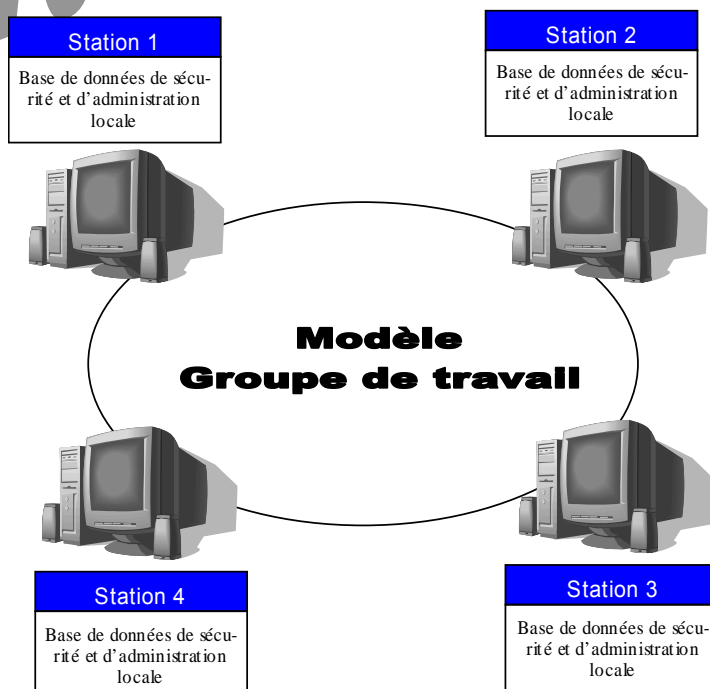 Station 1
Base de données de sécu-
rité et d'administration
locale
Station 2
Base de données de sécu-
rité et d'administration
locale
Modèle
Groupe de travail
Station 4
Base de données de sécu-
rité et d'administration
locale
Station 3
Base de données de sécu-
rité et d'administration
locale